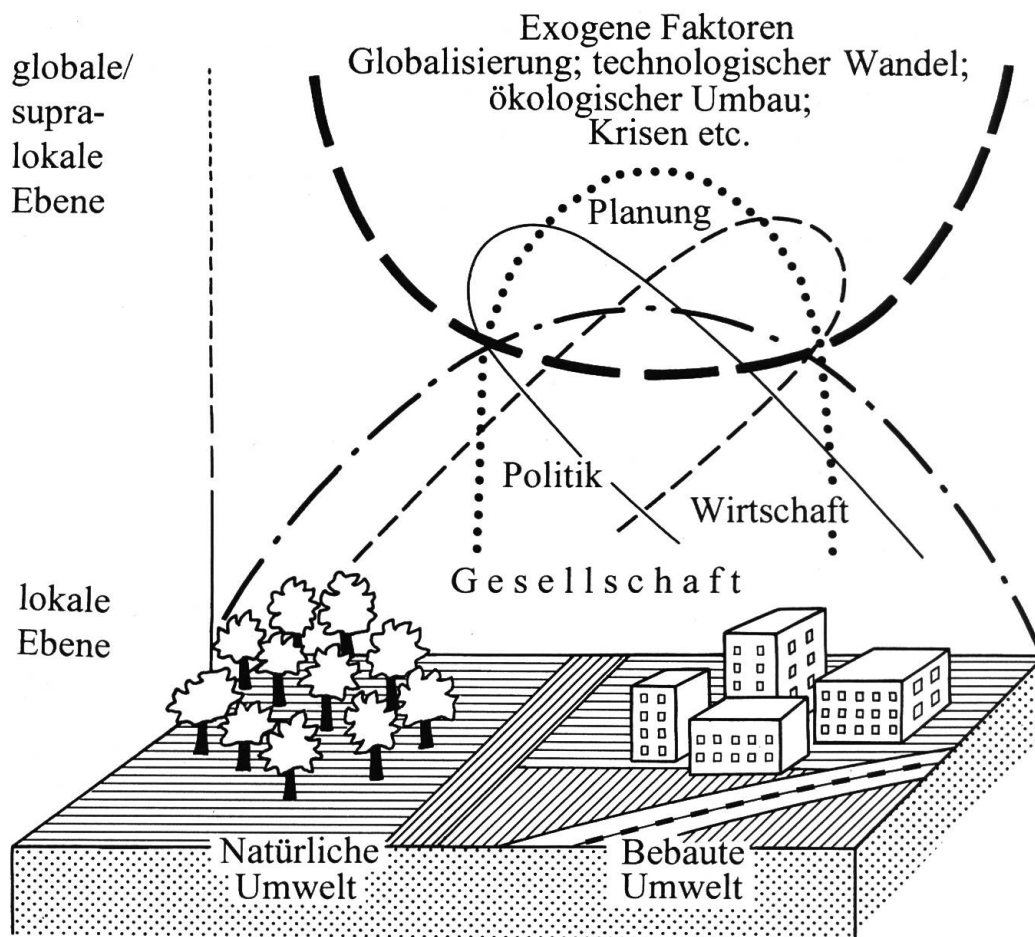 Exogene Faktoren
Globalisierung; technologischer Wandel;
ökologischer Umbau;
Krisen etc.
globale/
supra-
lokale
Ebene
Planung
Politik
Wirtschaft
Gesellschaft
lokale
Ebene
Natürliche
Umwelt
Bebaute
Umwelt